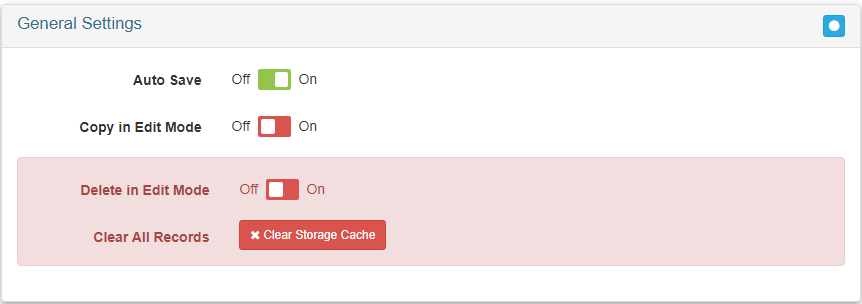 General Settings
Auto Save Off On
Copy in Edit Mode Off On
Delete in Edit Mode Off On
Clear All Records Clear Storage Cache